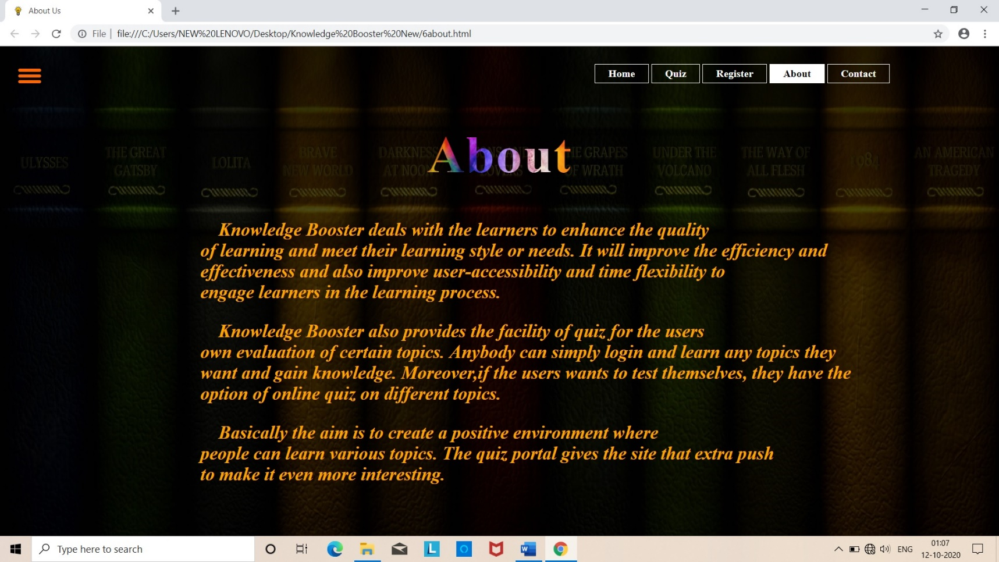 About Us
File
file:///C:/Users/NEW%20LENOVO/Desktop/Knowledge%20Booster%20New/6about.html
Home
Quiz
Register
About
Contact
ULYSSES
THE GREAT
GATSBY
LOLITA
BRAVE
NEW WORLD
DARKNESS
AT NOON
About
THE GRAPES
OF WRATH
UNDER THE
VOLCANO
THE WAY OF
ALL FLESH
1984
AN AMERICAN
TRAGEDY
Knowledge Booster deals with the learners to enhance the quality
of learning and meet their learning style or needs. It will improve the efficiency and
effectiveness and also improve user-accessibility and time flexibility to
engage learners in the learning process.
Knowledge Booster also provides the facility of quiz for the users
own evaluation of certain topics. Anybody can simply login and learn any topics they
want and gain knowledge. Moreover,if the users wants to test themselves, they have the
option of online quiz on different topics.
Basically the aim is to create a positive environment where
people can learn various topics. The quiz portal gives the site that extra push
to make it even more interesting.
Type here to search
L
W
ENG
01:07
12-10-2020